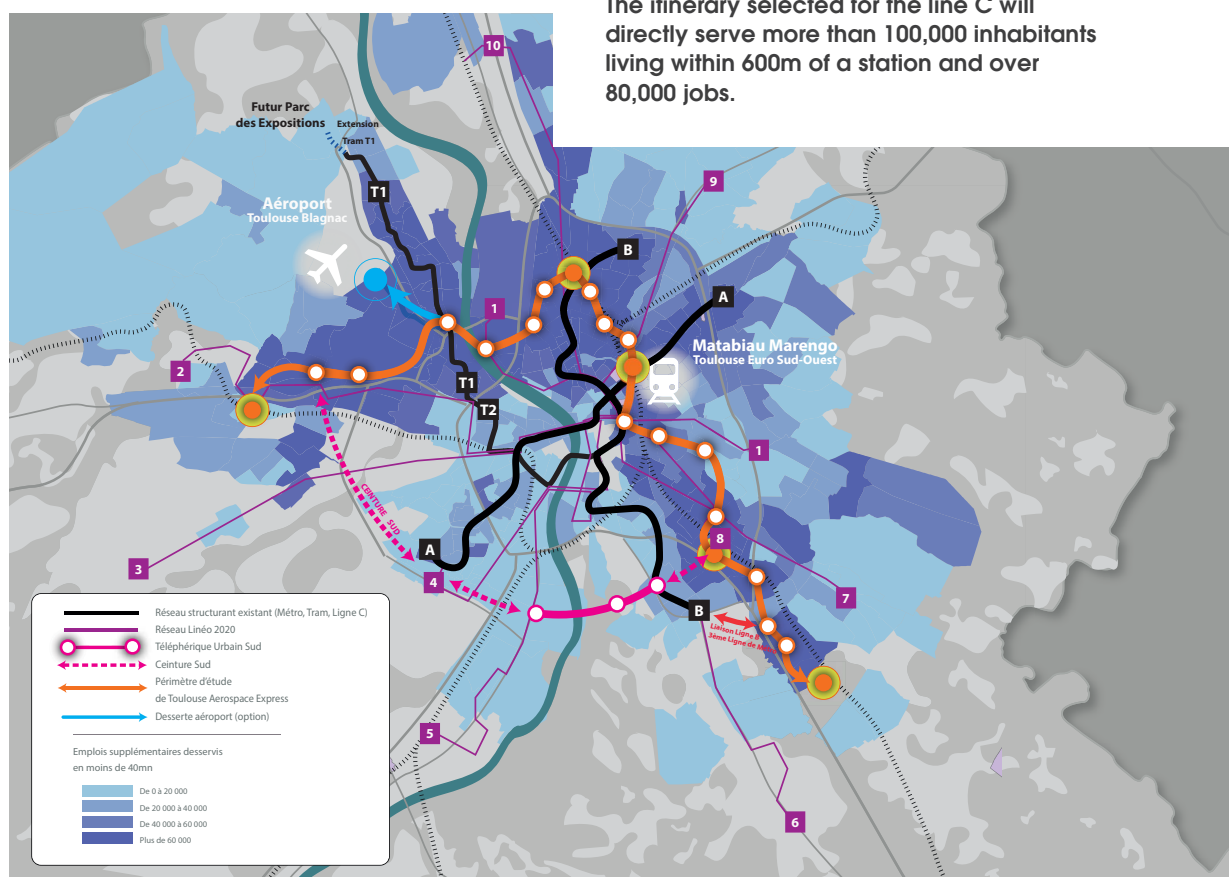 The itinerary selected for the line C will
directly serve more than 100,000 inhabitants
living within 600m of a station and over
80,000 jobs.
10
Futur Parc
des Expositions
Extension
Tram T1
T1
9
Aéroport
Toulouse Blagnac
B
A
1
Matabiau Marengo
Toulouse Euro Sud-Ouest
2
T1
T2
1
CEINTURE SUD
3
A
4
8
7
B
Liaison Ligne B
3ème Ligne de Métro
5
6
Réseau structurant existant (Métro, Tram, Ligne C)
Réseau Linéo 2020
Téléphérique Urbain Sud
Ceinture Sud
Périmètre d'étude
de Toulouse Aerospace Express
Desserte aéroport (option)
Emplois supplémentaires desservis
en moins de 40mn
De 0 à 20 000
De 20 000 à 40 000
De 40 000 à 60 000
Plus de 60 000